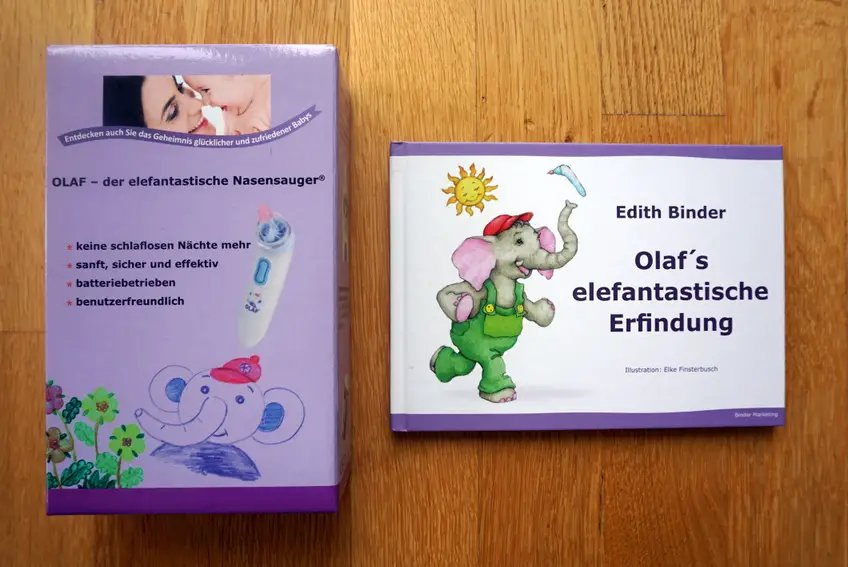 Entdecken auch Sie das Geheimnis glücklicher und zufriedener Babys
OLAF – der elefantastische Nasensauger®
keine schlaflosen Nächte mehr
sanft, sicher und effektiv
batteriebetrieben
benutzerfreundlich
Edith Binder
Olaf´s
elefantastische
Erfindung
Illustration: Elke Finsterbusch
Binder Marketing